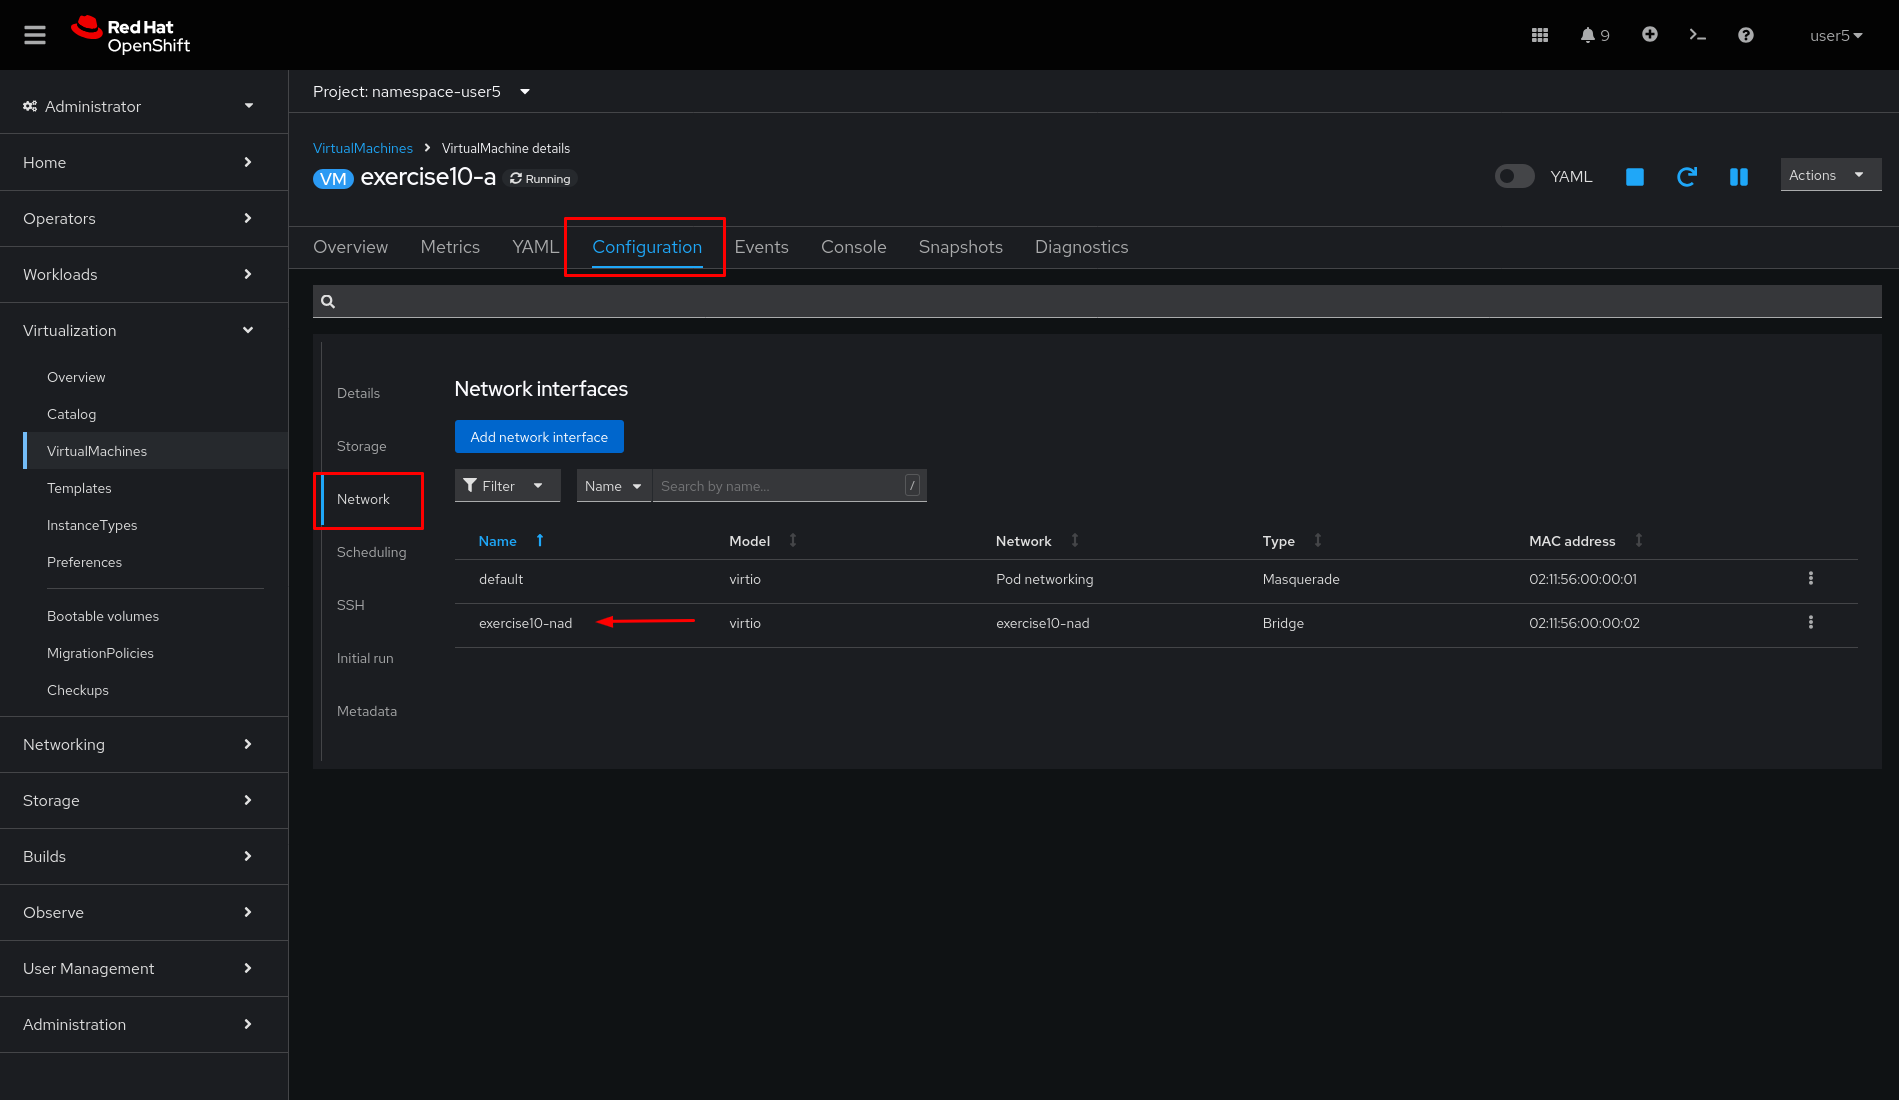 Red Hat
OpenShift
9
user5
Administrator
Home
Operators
Workloads
Virtualization
Overview
Catalog
VirtualMachines
Templates
InstanceTypes
Preferences
Bootable volumes
MigrationPolicies
Checkups
Networking
Storage
Builds
Observe
User Management
Administration
Project: namespace-user5
VirtualMachines > VirtualMachine details
VM exercise10-a Running
YAML
Actions
Overview Metrics YAML Configuration Events Console Snapshots Diagnostics
Details
Storage
Network
Scheduling
SSH
Initial run
Metadata
Network interfaces
Add network interface
Filter Name Search by name... /
Name Model Network Type MAC address
default virtio Pod networking Masquerade 02:11:56:00:00:01
exercise10-nad virtio exercise10-nad Bridge 02:11:56:00:00:02